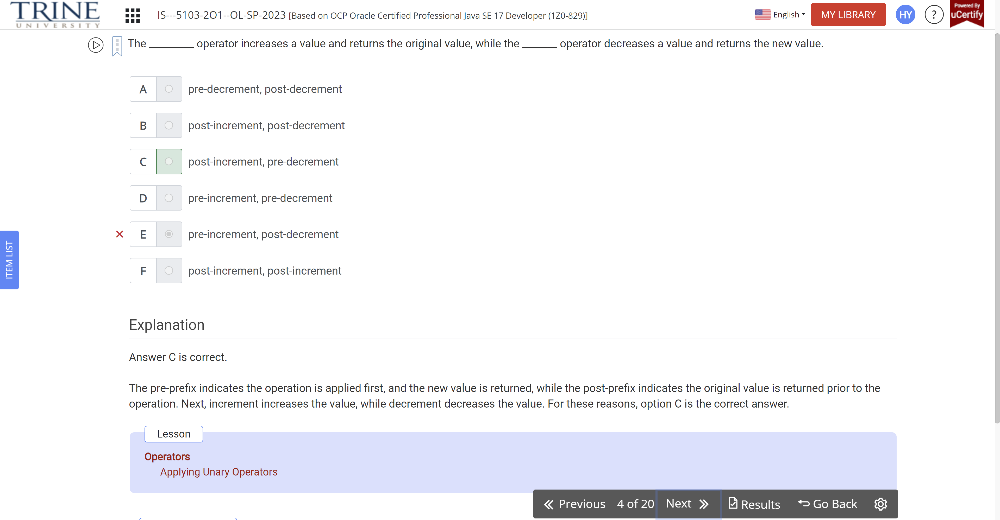 TRINE
UNIVERSITY
IS---5103-2O1--OL-SP-2023 [Based on OCP Oracle Certified Professional Java SE 17 Developer (1Z0-829)]
English
MY LIBRARY
HY
?
Powered By
uCertify
The _________ operator increases a value and returns the original value, while the _______ operator decreases a value and returns the new value.
A pre-decrement, post-decrement
B post-increment, post-decrement
C post-increment, pre-decrement
D pre-increment, pre-decrement
E pre-increment, post-decrement
F post-increment, post-increment
ITEM LIST
Explanation
Answer C is correct.
The pre-prefix indicates the operation is applied first, and the new value is returned, while the post-prefix indicates the original value is returned prior to the
operation. Next, increment increases the value, while decrement decreases the value. For these reasons, option C is the correct answer.
Lesson
Operators
Applying Unary Operators
Previous 4 of 20 Next Results Go Back